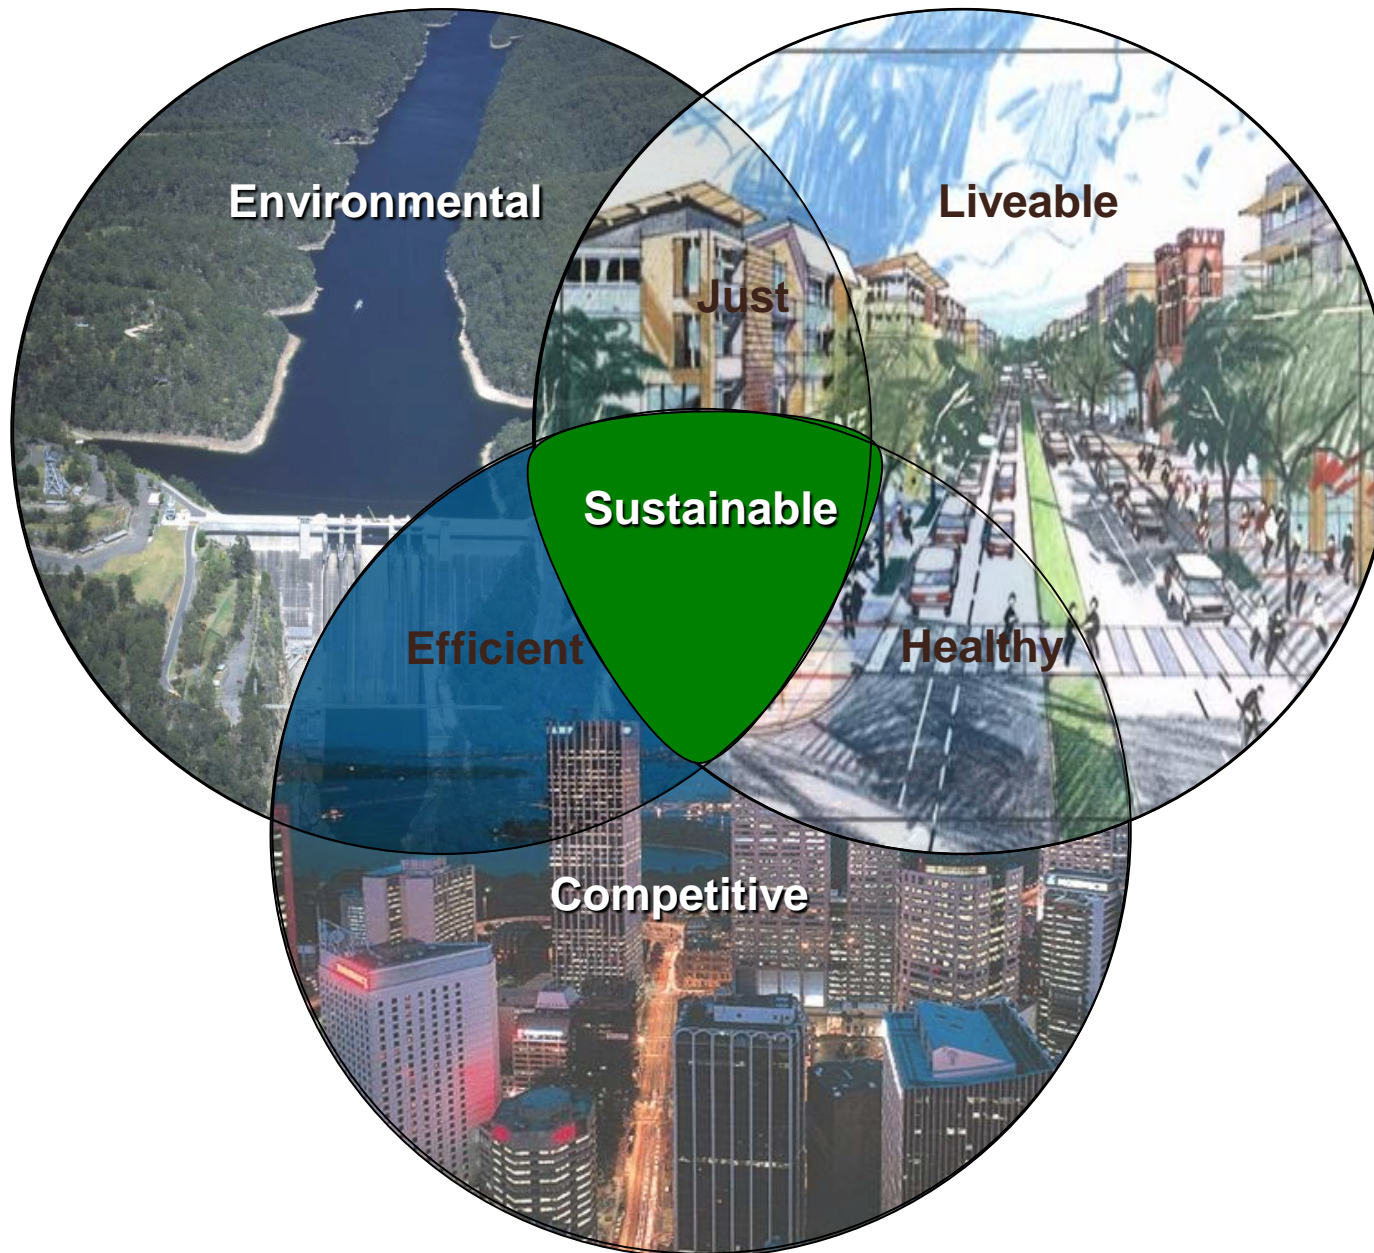 Environmental
Liveable
Just
Sustainable
Efficient
Healthy
Competitive